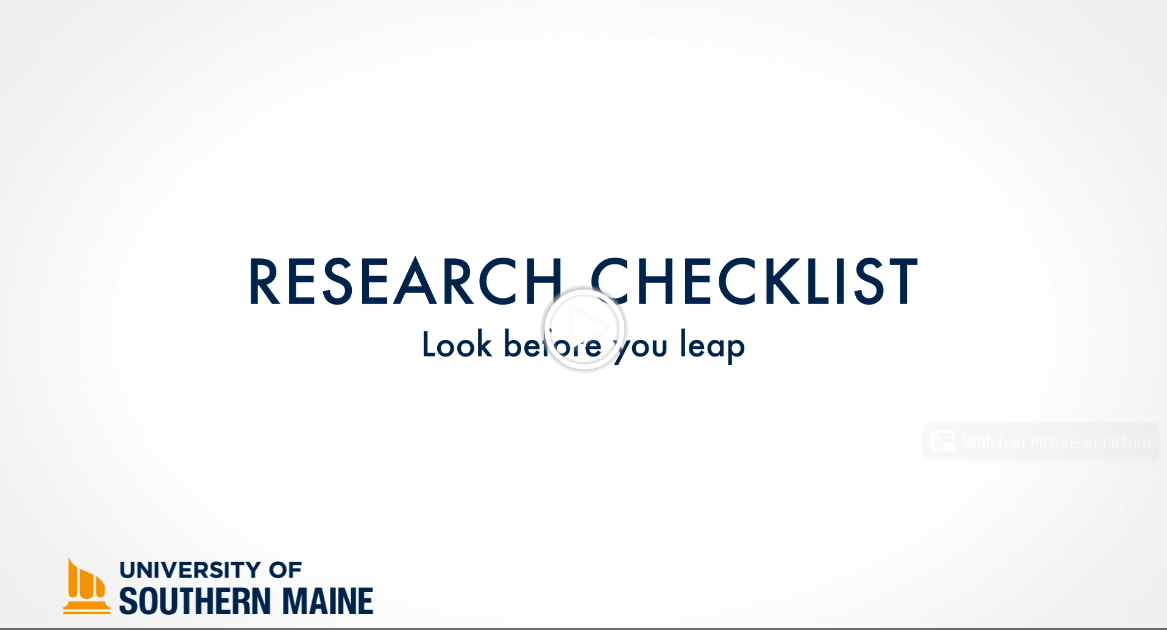 RESEARCH CHECKLIST
Look before you leap
Watch in Picture-in-Picture
UNIVERSITY OF
SOUTHERN MAINE